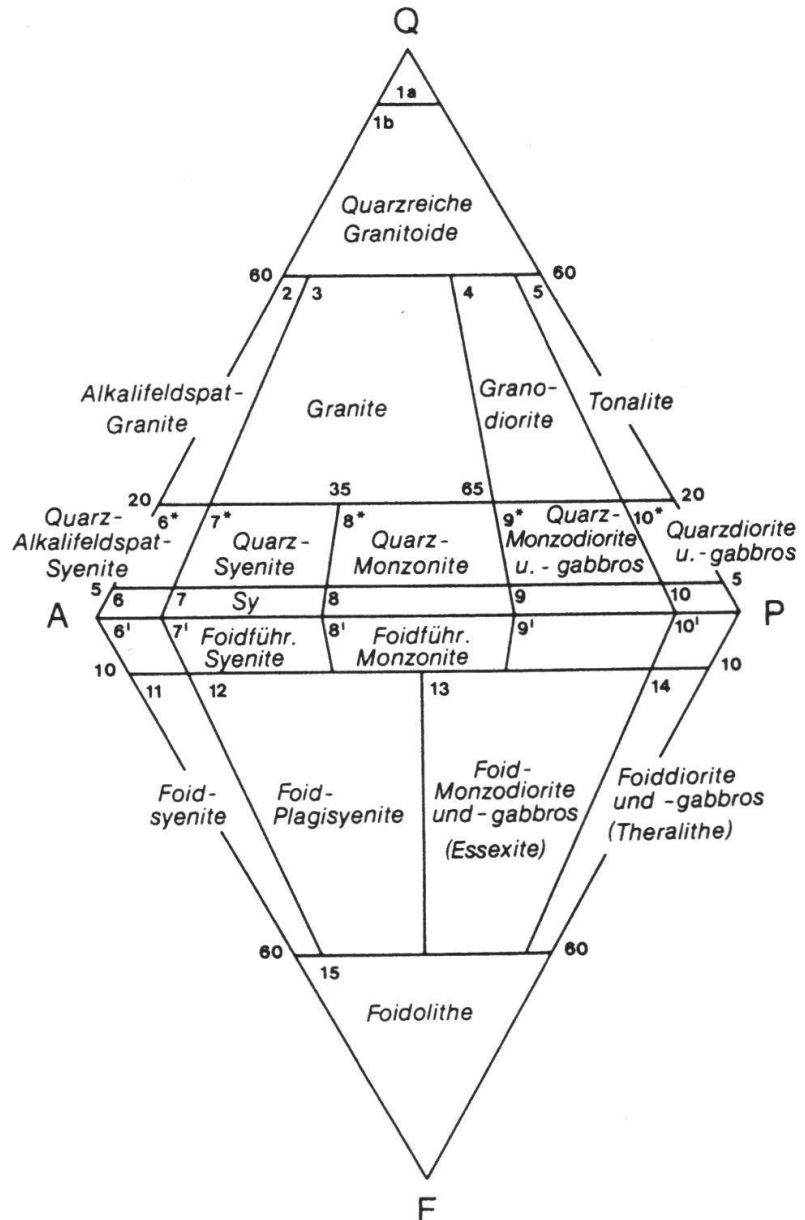 Q
1a
1b
Quarzreiche
Granitoide
60
60
2
3
4
5
Alkalifeldspat-
Granite
Granite
Grano-
diorite
Tonalite
20
35
65
20
6*
7*
8*
9*
10*
Quarz-
Alkalifeldspat-
Syenite
Quarz-
Syenite
Quarz-
Monzonite
Quarz-
Monzodiorite
u. - gabbros
Quarzdiorite
u. - gabbros
5
5
6
7
Sy
8
9
10
A
P
6'
7'
8'
9'
10'
Foidführ.
Syenite
Foidführ.
Monzonite
10
10
11
12
13
14
Foid-
syenite
Foid-
Plagisyenite
Foid-
Monzodiorite
und - gabbros
(Essexite)
Foiddiorite
und - gabbros
(Theralithe)
60
60
15
Foidolithe
F